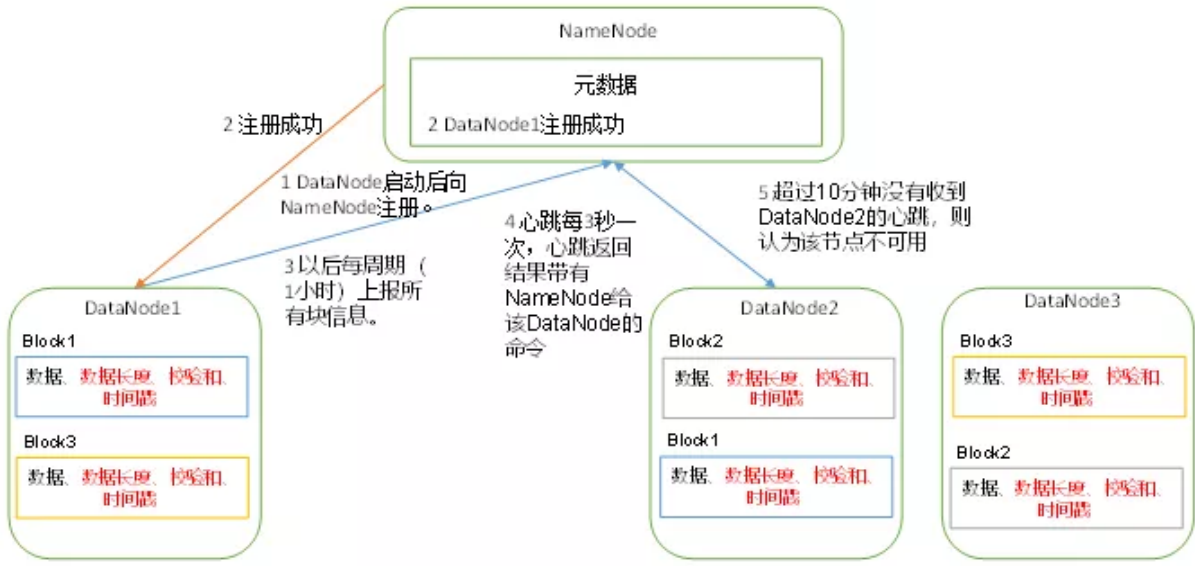 NameNode
元数据
2 DataNode1注册成功
2 注册成功
1 DataNode启动后向
NameNode注册。
3 以后每周期（
1小时）上报所
有块信息。
4 心跳每3秒一
次，心跳返回
结果带有
NameNode给
该DataNode的
命令
5 超过10分钟没有收到
DataNode2的心跳，则
认为该节点不可用
DataNode1
Block1
数据、数据长度、校验和、
时间戳
Block3
数据、数据长度、校验和、
时间戳
DataNode2
Block2
数据、数据长度、校验和、
时间戳
Block1
数据、数据长度、校验和、
时间戳
DataNode3
Block3
数据、数据长度、校验和、
时间戳
Block2
数据、数据长度、校验和、
时间戳